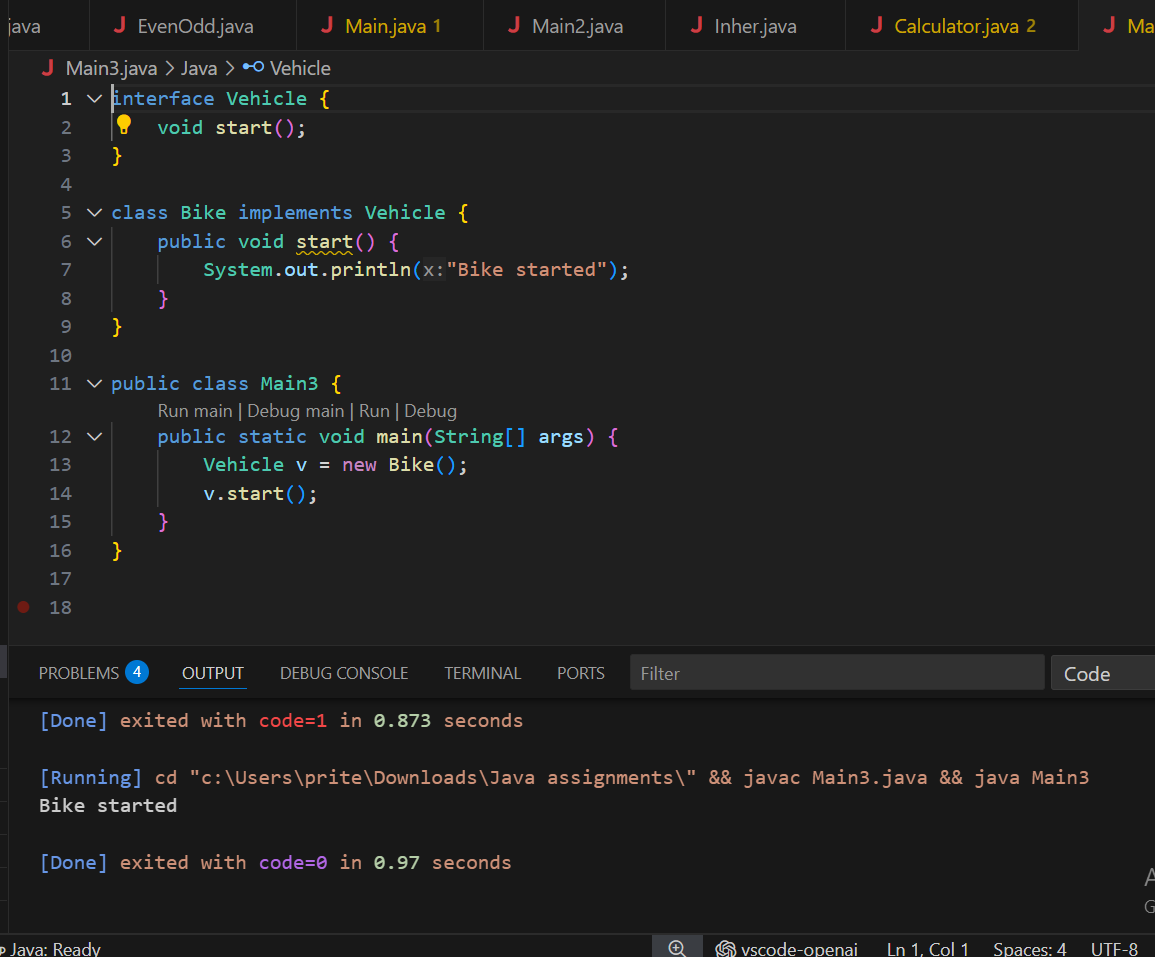 java EvenOdd.java Main.java 1 Main2.java Inher.java Calculator.java 2 Ma
Main3.java > Java > Vehicle
1 interface Vehicle {
2     void start();
3 }
4
5 class Bike implements Vehicle {
6     public void start() {
7         System.out.println(x:"Bike started");
8     }
9 }
10
11 public class Main3 {
Run main | Debug main | Run | Debug
12     public static void main(String[] args) {
13         Vehicle v = new Bike();
14         v.start();
15     }
16 }
17
18
PROBLEMS 4 OUTPUT DEBUG CONSOLE TERMINAL PORTS Filter Code
[Done] exited with code=1 in 0.873 seconds
[Running] cd "c:\Users\prite\Downloads\Java assignments\" && javac Main3.java && java Main3
Bike started
[Done] exited with code=0 in 0.97 seconds
A
G
Java: Ready vscode-openai Ln 1, Col 1 Spaces: 4 UTF-8